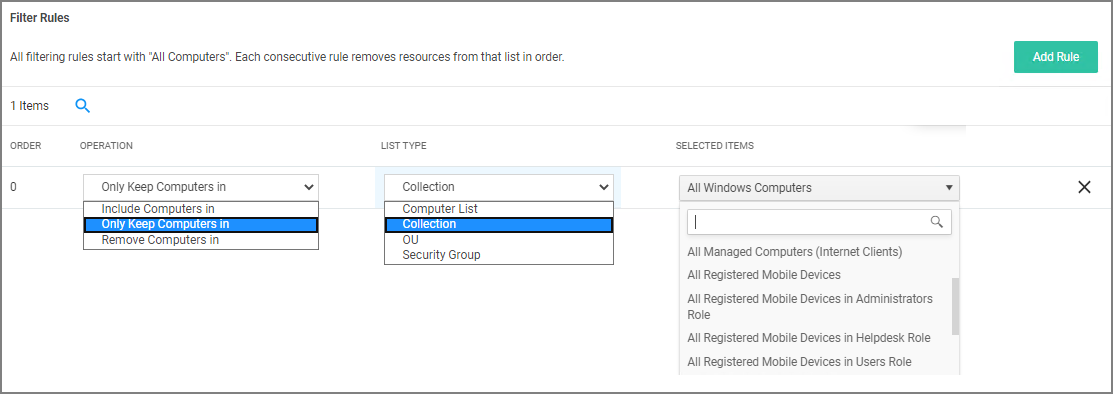 Filter Rules
All filtering rules start with "All Computers". Each consecutive rule removes resources from that list in order.
Add Rule
1 Items
ORDER OPERATION LIST TYPE SELECTED ITEMS
0 Only Keep Computers in Collection All Windows Computers
Include Computers in
Only Keep Computers in
Remove Computers in
Computer List
Collection
OU
Security Group
All Managed Computers (Internet Clients)
All Registered Mobile Devices
All Registered Mobile Devices in Administrators
Role
All Registered Mobile Devices in Helpdesk Role
All Registered Mobile Devices in Users Role